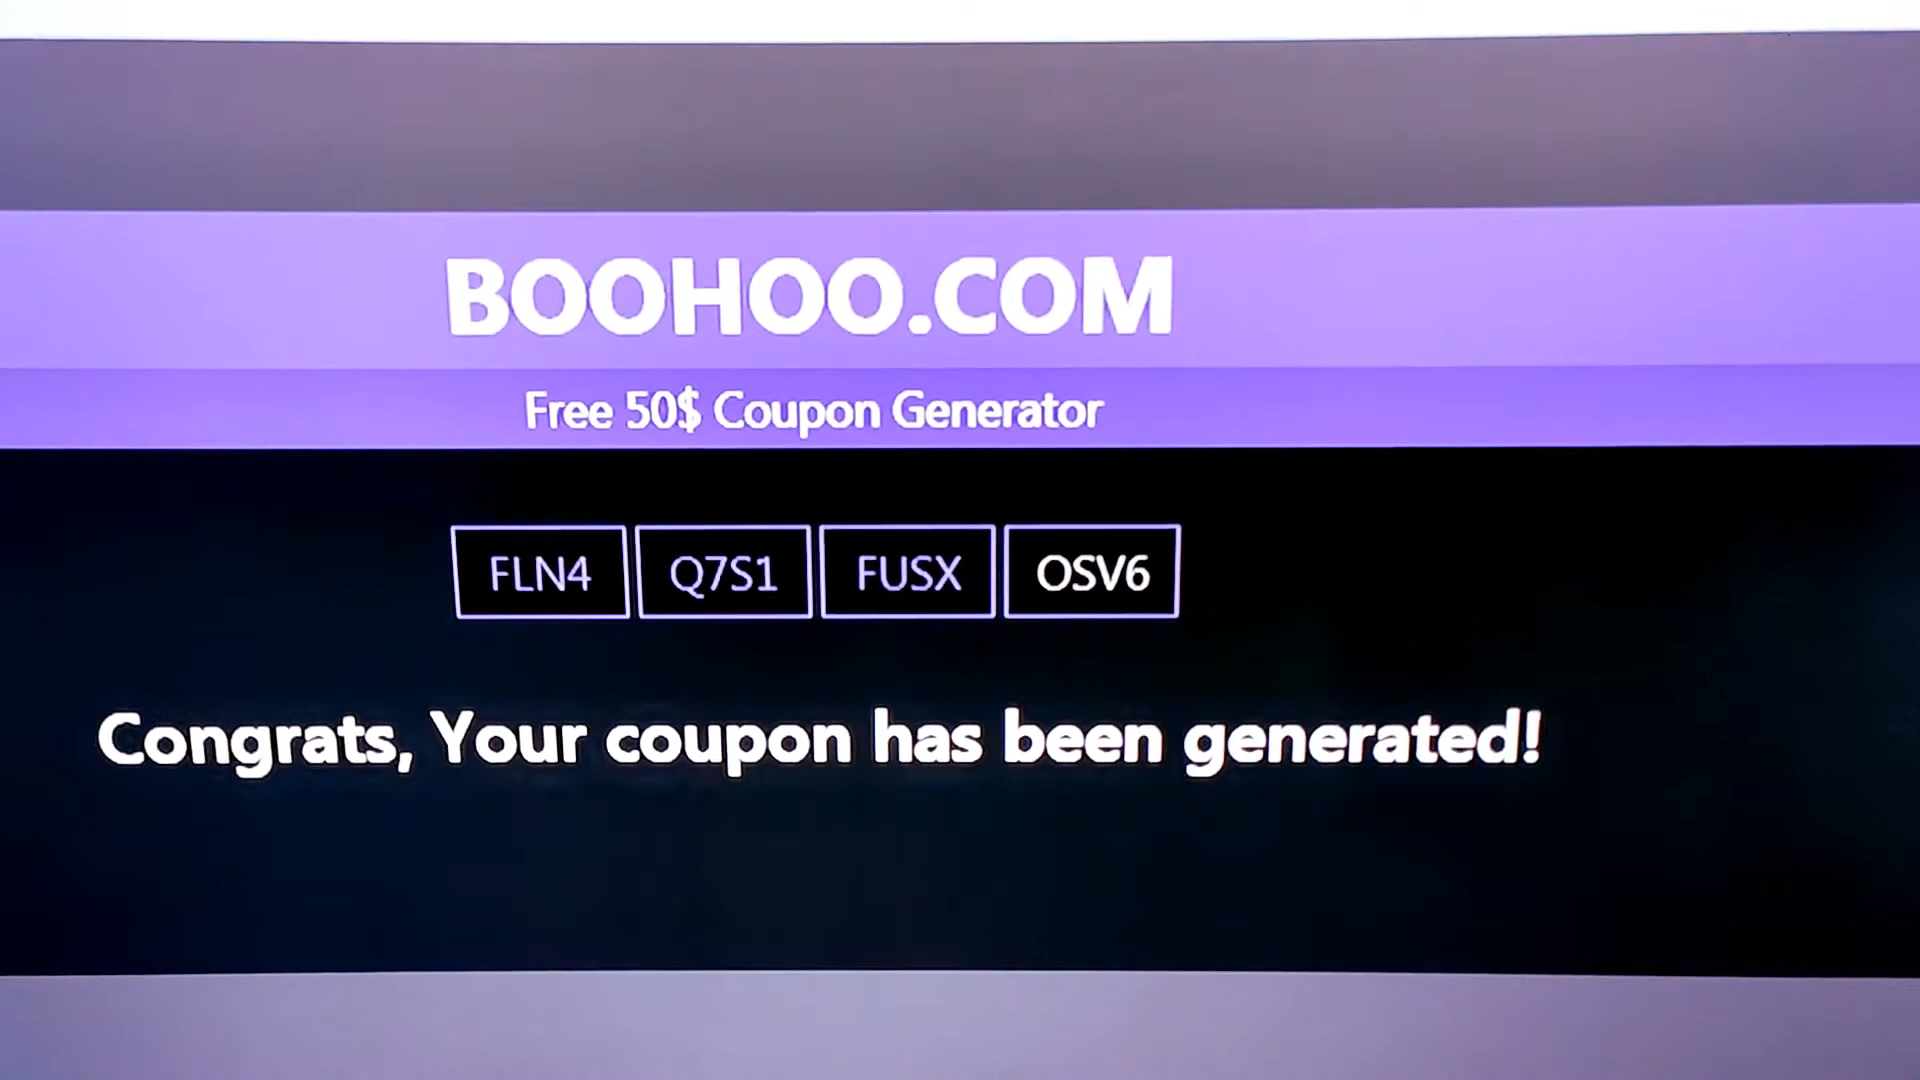 BOOHOO.COM
Free 50$ Coupon Generator
FLN4 Q7S1 FUSX OSV6
Congrats, Your coupon has been generated!